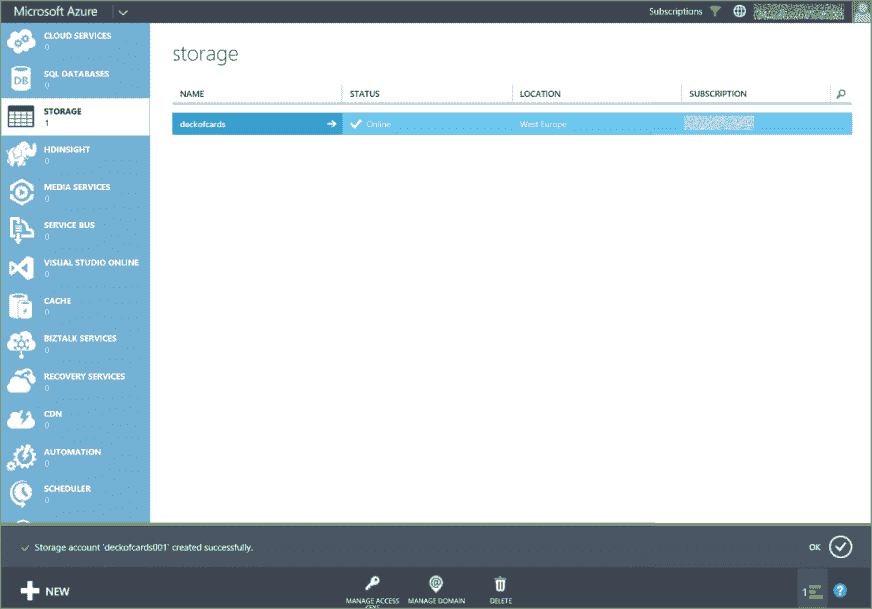 Microsoft Azure
Subscriptions
CLOUD SERVICES
0
SQL DATABASES
0
DB
STORAGE
1
HDINSIGHT
0
MEDIA SERVICES
0
SERVICE BUS
0
VISUAL STUDIO ONLINE
0
CACHE
0
BIZTALK SERVICES
0
RECOVERY SERVICES
0
CDN
0
AUTOMATION
0
SCHEDULER
0
storage
NAME STATUS LOCATION SUBSCRIPTION
deckofcards Online West Europe
Storage account 'deckofcards001' created successfully.
OK
NEW
MANAGE ACCESS
KEYS
MANAGE DOMAIN
DELETE
1
?